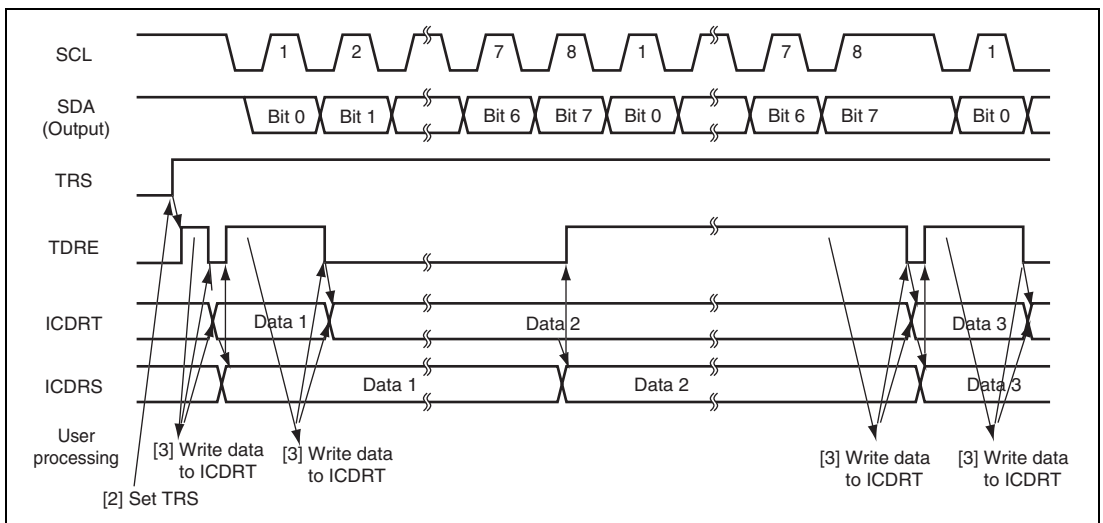 SCL
1 2 7 8 1 7 8 1
SDA
(Output)
Bit 0 Bit 1 Bit 6 Bit 7 Bit 0 Bit 6 Bit 7 Bit 0
TRS
TDRE
ICDRT
Data 1 Data 2 Data 3
ICDRS
Data 1 Data 2 Data 3
User
processing
[3] Write data
to ICDRT
[3] Write data
to ICDRT
[3] Write data
to ICDRT
[3] Write data
to ICDRT
[2] Set TRS